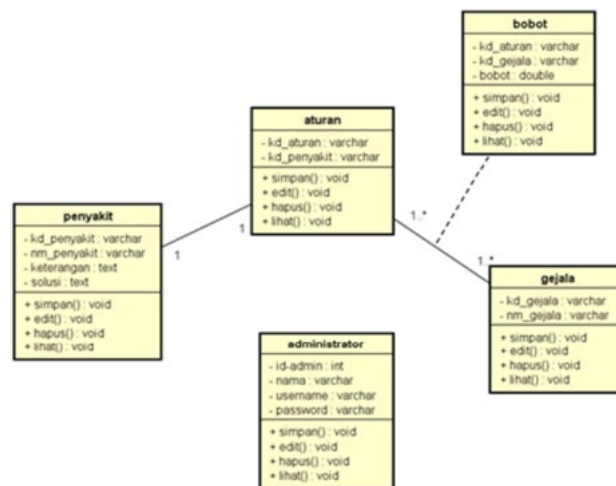 bobot
- kd_aturan : varchar
- kd_gejala : varchar
- bobot : double
+ simpan() : void
+ edit() : void
+ hapus() : void
+ lihat() : void
aturan
- kd_aturan : varchar
- kd_penyakit : varchar
+ simpan() : void
+ edit() : void
+ hapus() : void
+ lihat() : void
1
1..*
penyakit
- kd_penyakit : varchar
- nm_penyakit : varchar
- keterangan : text
- solusi : text
+ simpan() : void
+ edit() : void
+ hapus() : void
+ lihat() : void
1
1..*
gejala
- kd_gejala : varchar
- nm_gejala : varchar
+ simpan() : void
+ edit() : void
+ hapus() : void
+ lihat() : void
administrator
- id-admin : int
- nama : varchar
- username : varchar
- password : varchar
+ simpan() : void
+ edit() : void
+ hapus() : void
+ lihat() : void